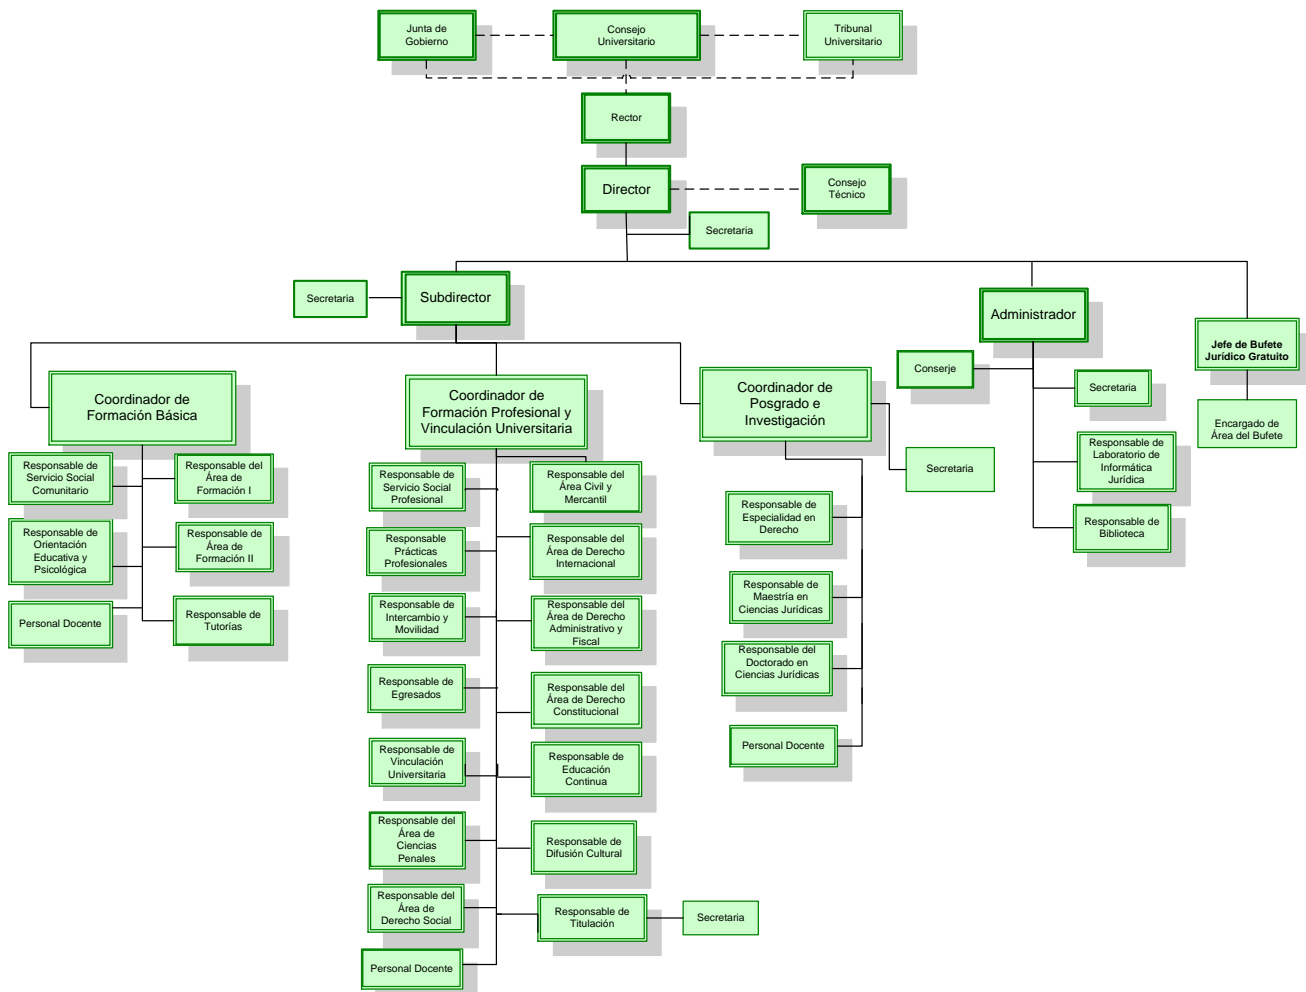 Junta de
Gobierno
Consejo
Universitario
Tribunal
Universitario
Rector
Director
Consejo
Técnico
Secretaria
Secretaria
Subdirector
Administrador
Jefe de Bufete
Jurídico Gratuito
Conserje
Secretaria
Encargado de
Área del Bufete
Responsable de
Laboratorio de
Informática
Jurídica
Responsable de
Biblioteca
Coordinador de
Formación Básica
Responsable de
Servicio Social
Comunitario
Responsable del
Área de
Formación I
Responsable de
Orientación
Educativa y
Psicológica
Responsable de
Área de
Formación II
Personal Docente
Responsable de
Tutorías
Coordinador de
Formación Profesional y
Vinculación Universitaria
Responsable de
Servicio Social
Profesional
Responsable del
Área Civil y
Mercantil
Responsable
Prácticas
Profesionales
Responsable del
Área de Derecho
Internacional
Responsable de
Intercambio y
Movilidad
Responsable del
Área de Derecho
Administrativo y
Fiscal
Responsable de
Egresados
Responsable del
Área de Derecho
Constitucional
Responsable de
Vinculación
Universitaria
Responsable de
Educación
Continua
Responsable del
Área de
Ciencias
Penales
Responsable de
Difusión Cultural
Responsable del
Área de
Derecho Social
Responsable de
Titulación
Secretaria
Personal Docente
Coordinador de
Posgrado e
Investigación
Secretaria
Responsable de
Especialidad en
Derecho
Responsable de
Maestría en
Ciencias Jurídicas
Responsable del
Doctorado en
Ciencias Jurídicas
Personal Docente